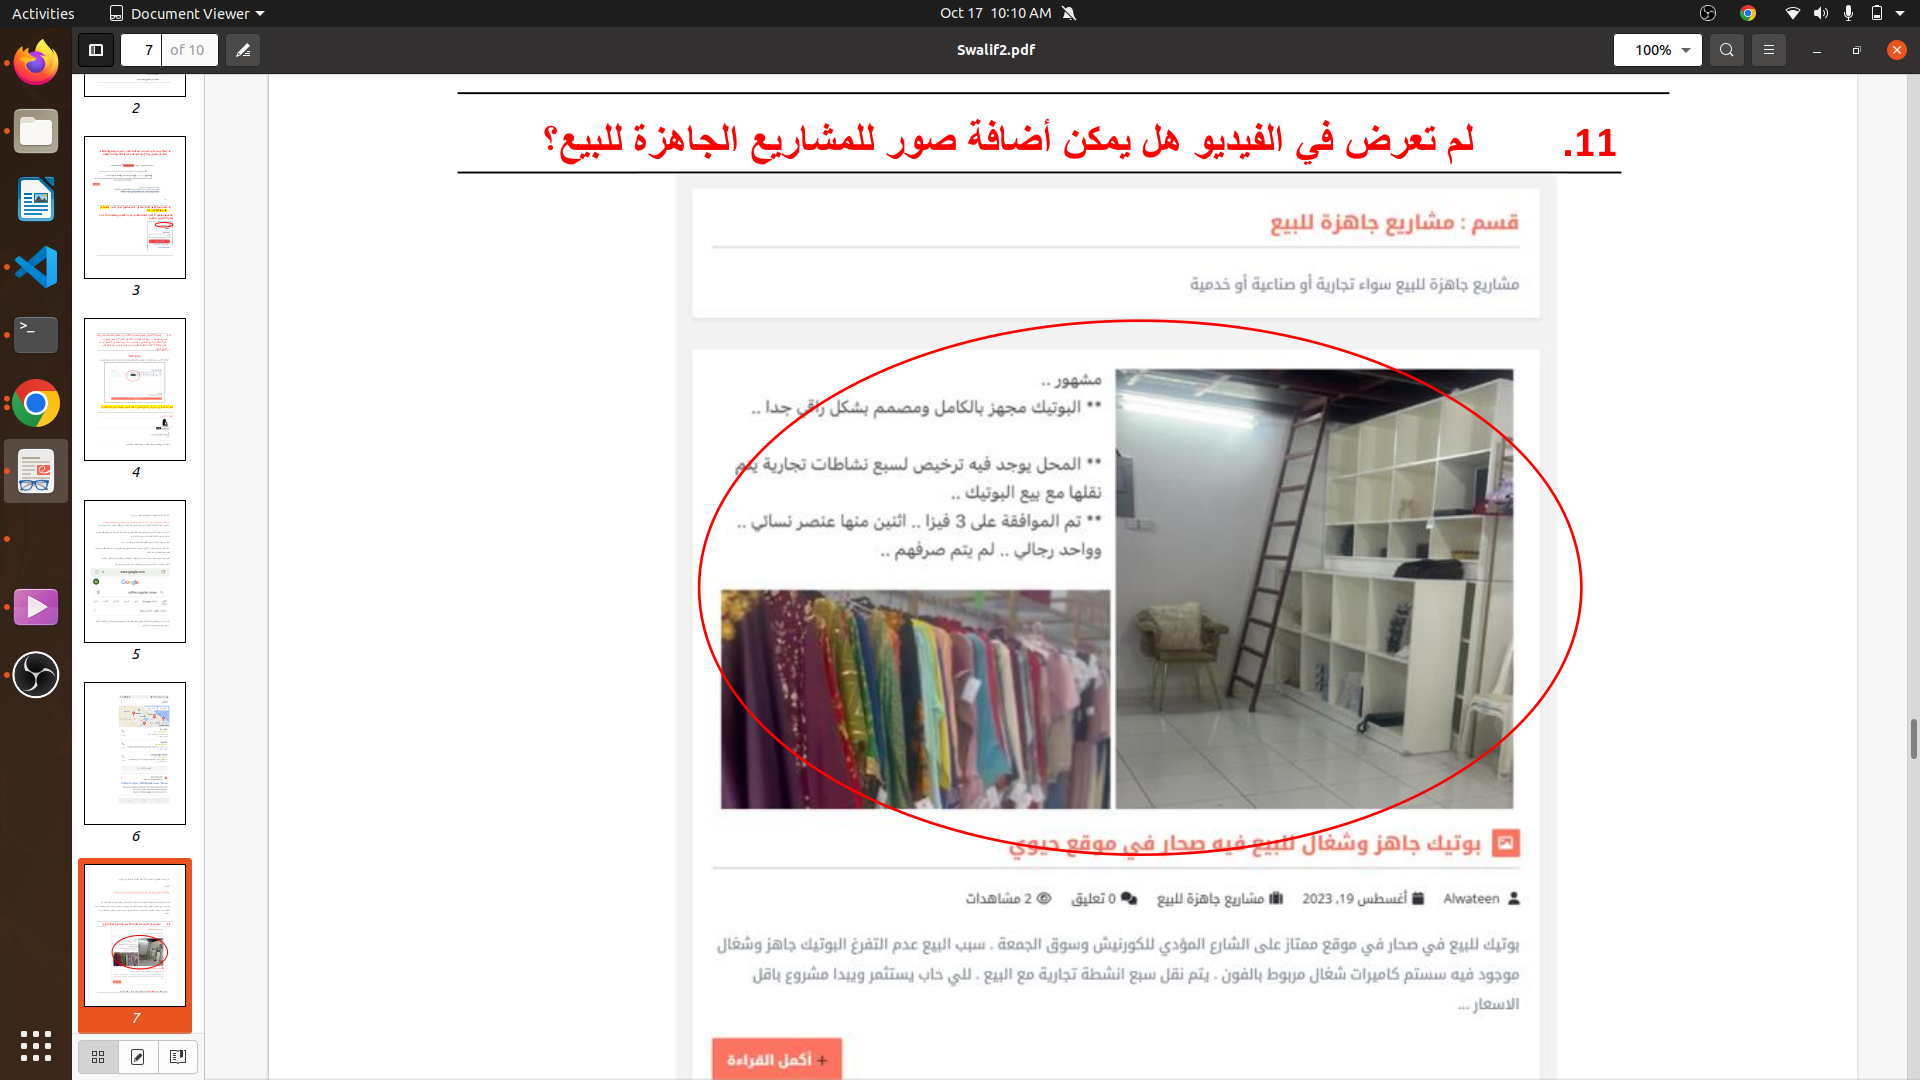 Activities
Document Viewer
Oct 17 10:10 AM
7
of 10
Swalif2.pdf
100%
2
3
4
5
6
7
11. لم تعرض في الفيديو هل يمكن أضافة صور للمشاريع الجاهزة للبيع؟
قسم : مشاريع جاهزة للبيع
مشاريع جاهزة للبيع سواء تجارية أو صناعية أو خدمية
مشهور ..
** البوتيك مجهز بالكامل ومصمم بشكل راقي جدا ..
** المحل يوجد فيه ترخيص لسبع نشاطات تجارية يتم
نقلها مع بيع البوتيك ..
** تم الموافقة على 3 فيزا .. اثنين منها عنصر نسائي ..
وواحد رجالي .. لم يتم صرفهم ..
بوتيك جاهز وشغال للبيع فيه صحار في موقع حيوي
Alwateen أغسطس 19, 2023 مشاريع جاهزة للبيع 0 تعليق 2 مشاهدات
بوتيك للبيع في صحار في موقع ممتاز على الشارع المؤدي للكورنيش وسوق الجمعة . سبب البيع عدم التفرغ البوتيك جاهز وشغال
موجود فيه سستم كاميرات شغال مربوط بالفون . يتم نقل سبع انشطة تجارية مع البيع . للي حاب يستثمر ويبدا مشروع باقل
الاسعار ...
+ أكمل القراءة